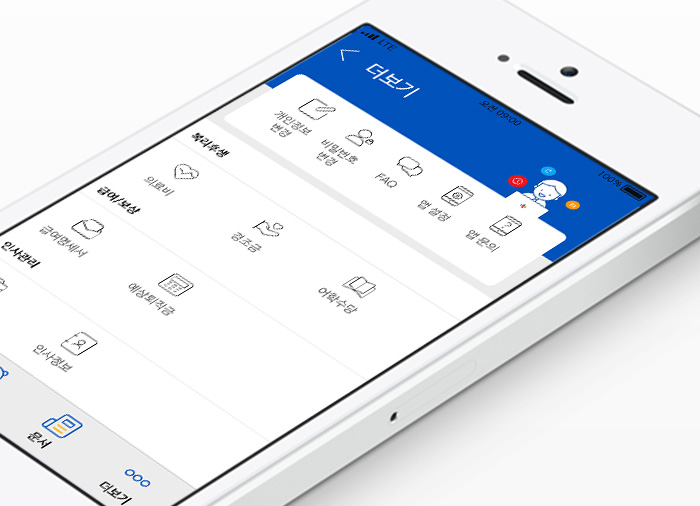 LTE
오전 09:00
100%
더보기
개인정보
변경
비밀번호
변경
FAQ
앱 설정
앱 문의
복리후생
의료비
경조금
어학수당
급여/보상
급여명세서
예상퇴직금
인사관리
인사정보
문서
더보기